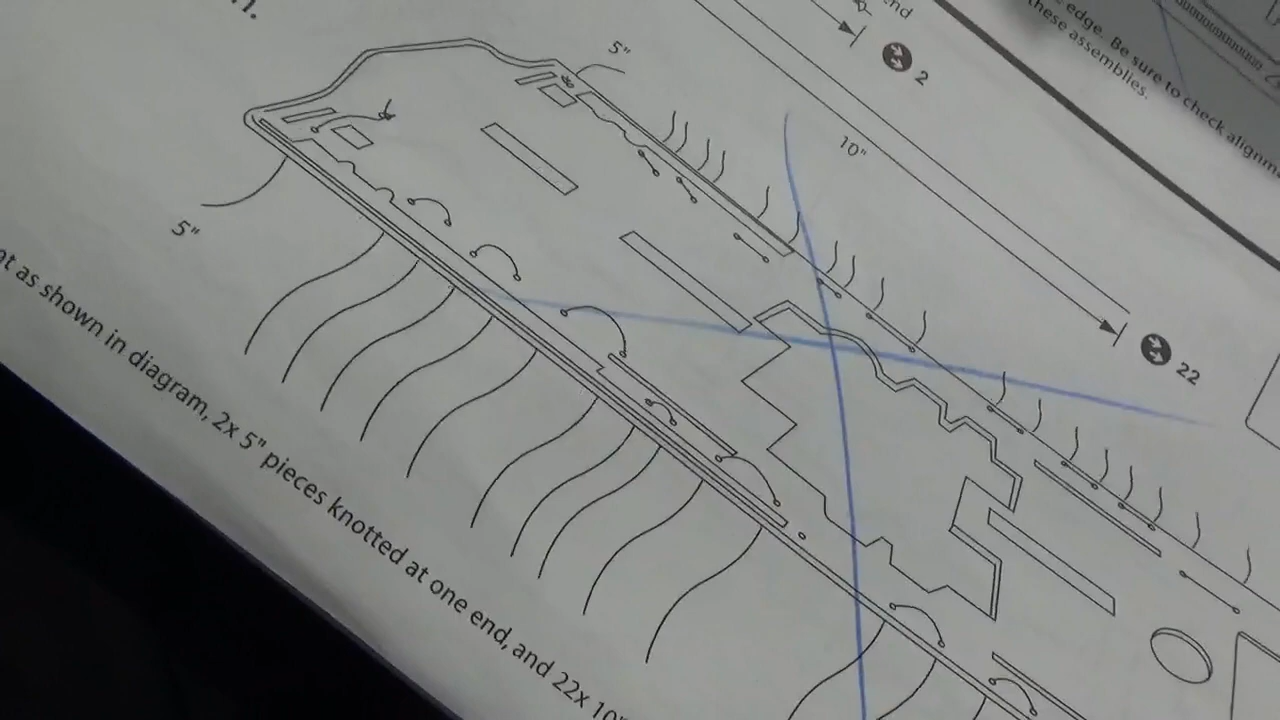 n.
5"
end
2
edge. Be sure to check alignm
these assemblies.
10"
22
5"
nt as shown in diagram, 2x 5" pieces knotted at one end, and 22x 10"